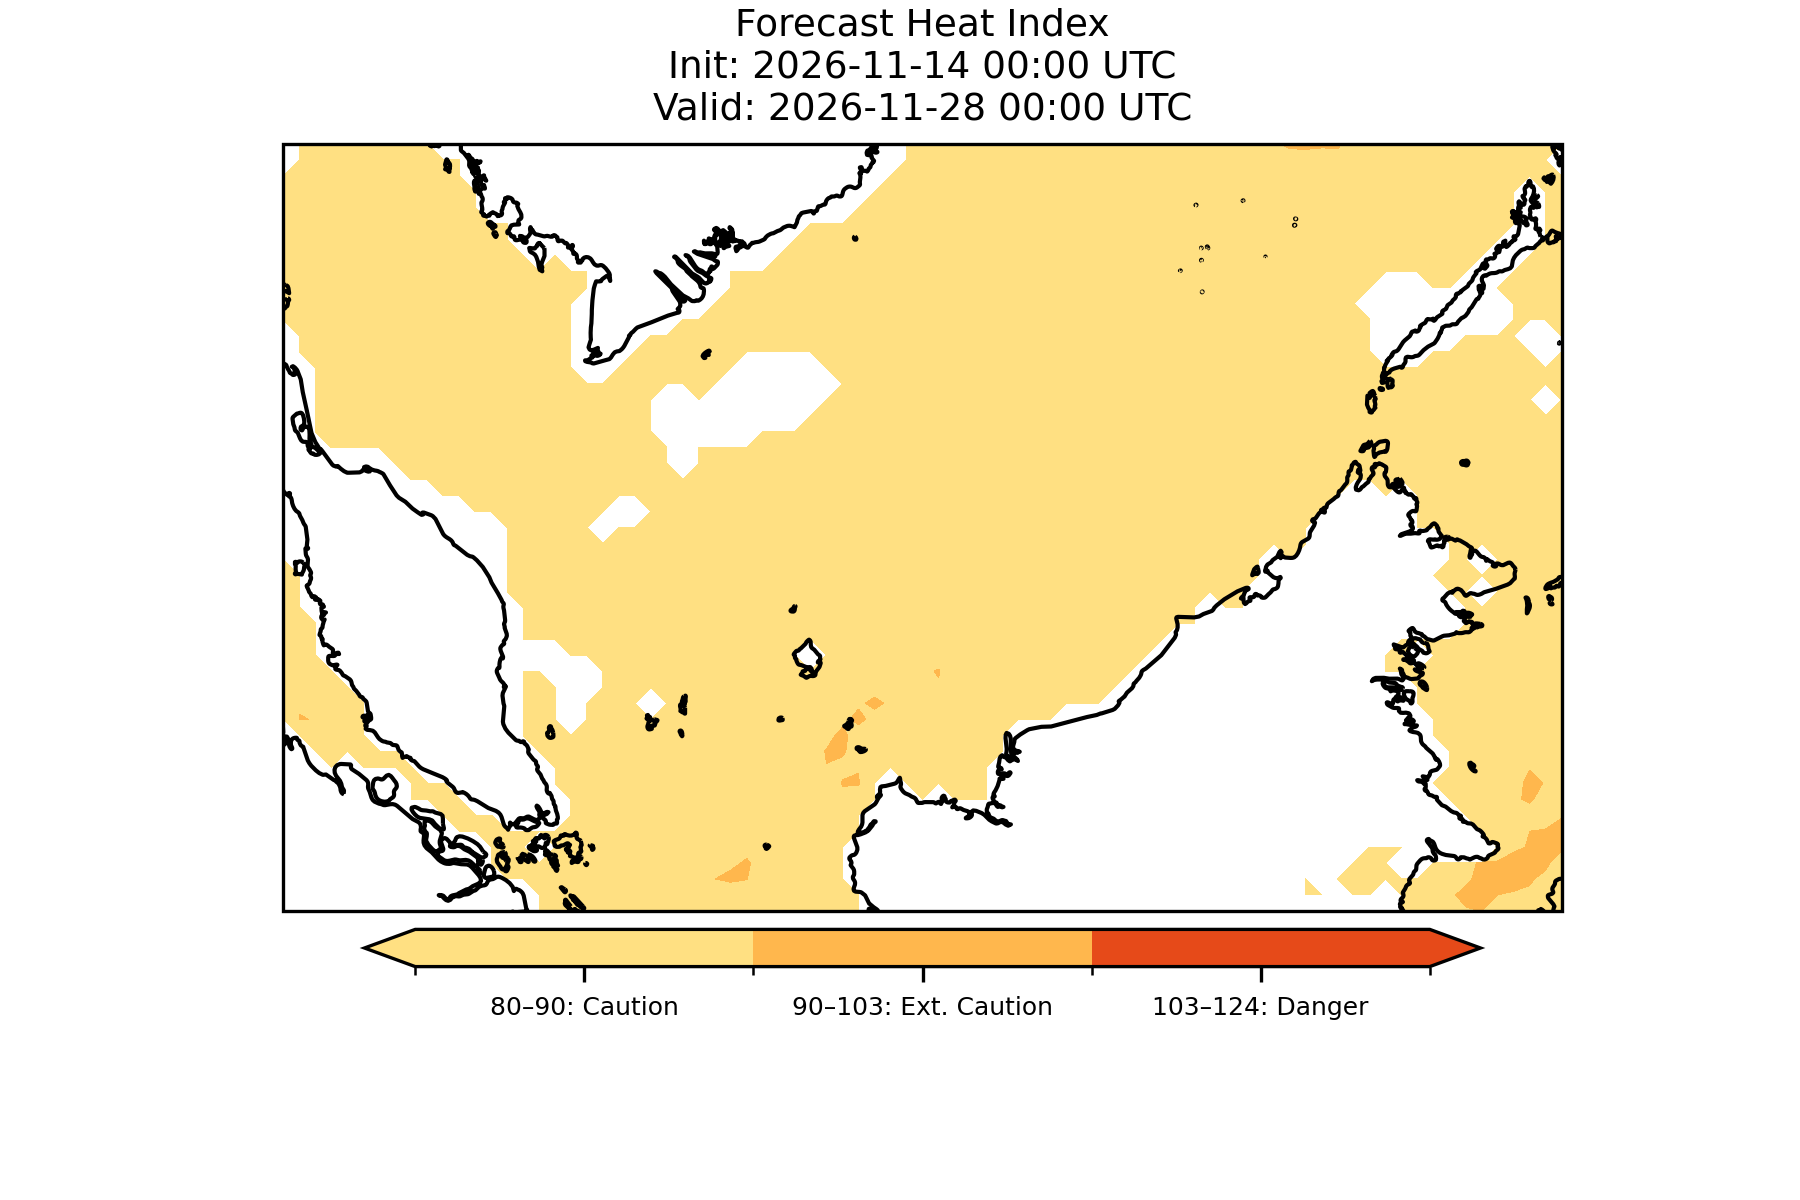 Forecast Heat Index
Init: 2026-11-14 00:00 UTC
Valid: 2026-11-28 00:00 UTC
80–90: Caution
90–103: Ext. Caution
103–124: Danger